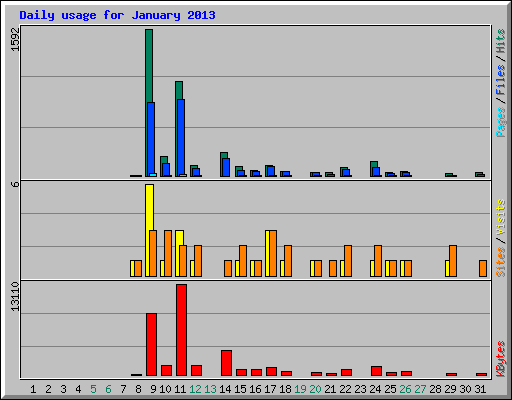 Daily usage for January 2013
1592
Pages / Files / Hits
6
Sites / Visits
13110
KBytes
1 2 3 4 5 6 7 8 9 10 11 12 13 14 15 16 17 18 19 20 21 22 23 24 25 26 27 28 29 30 31